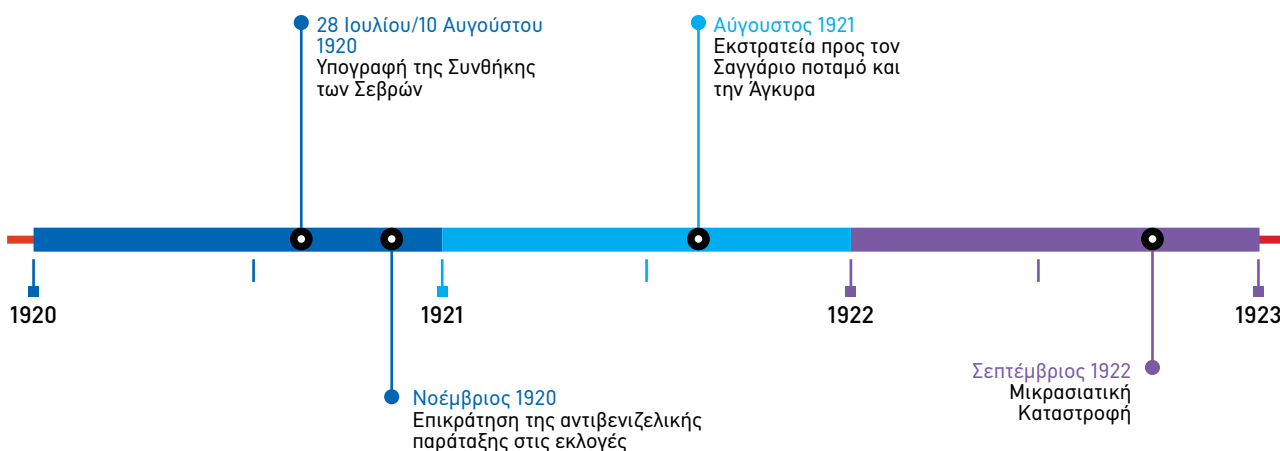 28 Ιουλίου/10 Αυγούστου
1920
Υπογραφή της Συνθήκης
των Σεβρών
Αύγουστος 1921
Εκστρατεία προς τον
Σαγγάριο ποταμό και
την Άγκυρα
1920
1921
1922
1923
Νοέμβριος 1920
Επικράτηση της αντιβενιζελικής
παράταξης στις εκλογές
Σεπτέμβριος 1922
Μικρασιατική
Καταστροφή